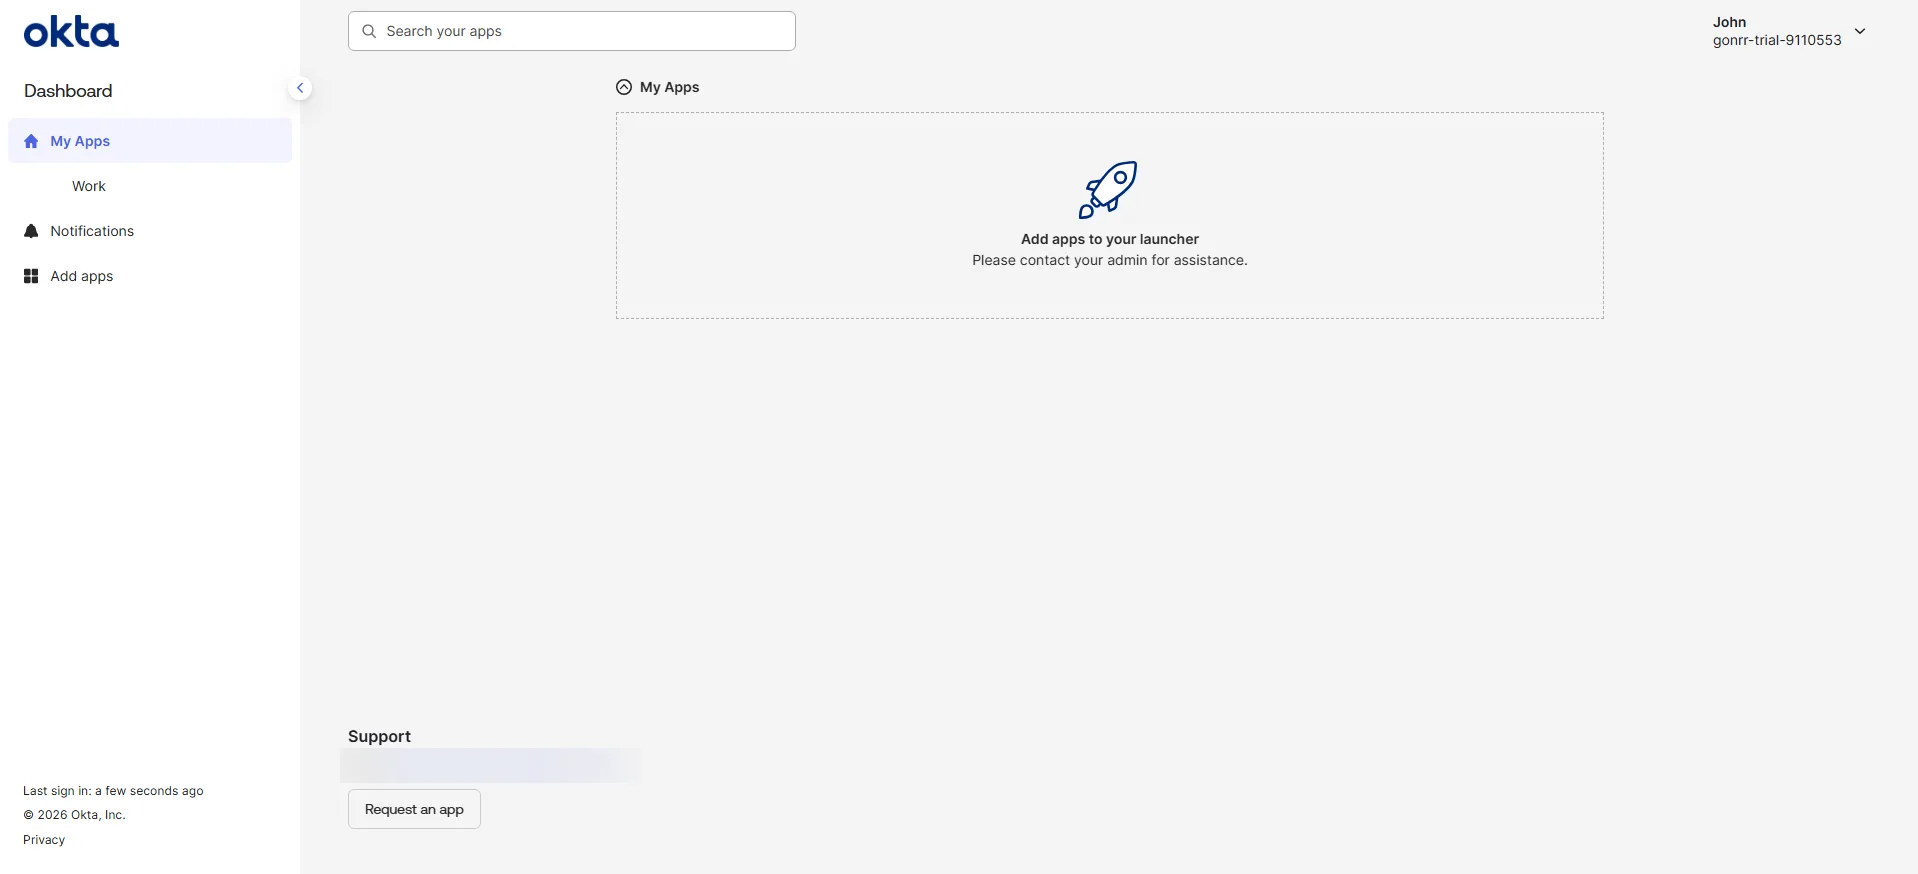 okta
Search your apps
John
gonrr-trial-9110553
Dashboard
My Apps
Work
Notifications
Add apps
My Apps
Add apps to your launcher
Please contact your admin for assistance.
Support
Request an app
Last sign in: a few seconds ago
© 2026 Okta, Inc.
Privacy